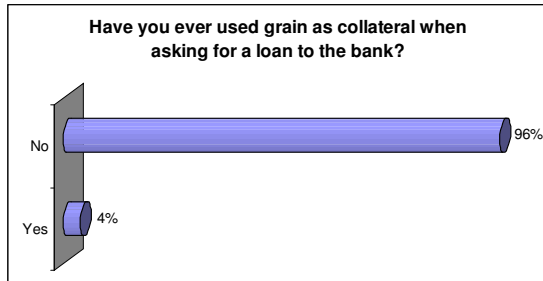 Have you ever used grain as collateral when
asking for a loan to the bank?
No
96%
Yes
4%